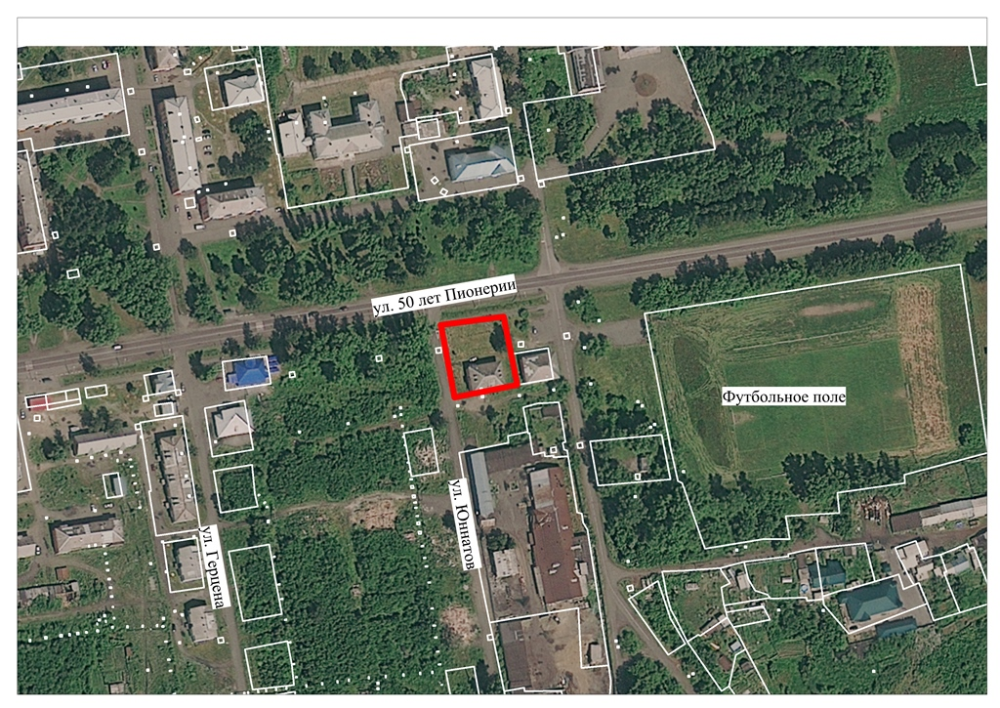 ул. 50 лет Пионерии
Футбольное поле
ул. Юннатов
ул. Герцена